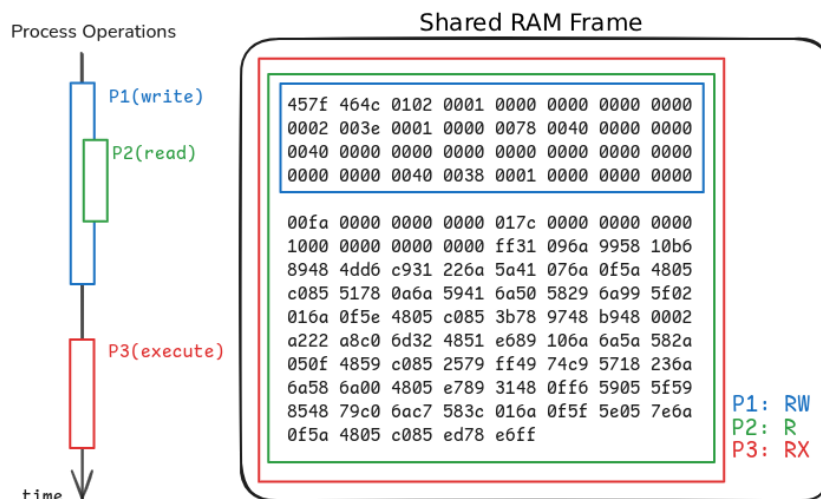 Shared RAM Frame
Process Operations
P1(write)
P2(read)
P3(execute)
time
457f 464c 0102 0001 0000 0000 0000 0000
0002 003e 0001 0000 0078 0040 0000 0000
0040 0000 0000 0000 0000 0000 0000 0000
0000 0000 0040 0038 0001 0000 0000 0000
00fa 0000 0000 0000 017c 0000 0000 0000
1000 0000 0000 0000 ff31 096a 9958 10b6
8948 4dd6 c931 226a 5a41 076a 0f5a 4805
c085 5178 0a6a 5941 6a50 5829 6a99 5f02
016a 0f5e 4805 c085 3b78 9748 b948 0002
a222 a8c0 6d32 4851 e689 106a 6a5a 582a
050f 4859 c085 2579 ff49 74c9 5718 236a
6a58 6a00 4805 e789 3148 0ff6 5905 5f59
8548 79c0 6ac7 583c 016a 0f5f 5e05 7e6a
0f5a 4805 c085 ed78 e6ff
P1: RW
P2: R
P3: RX